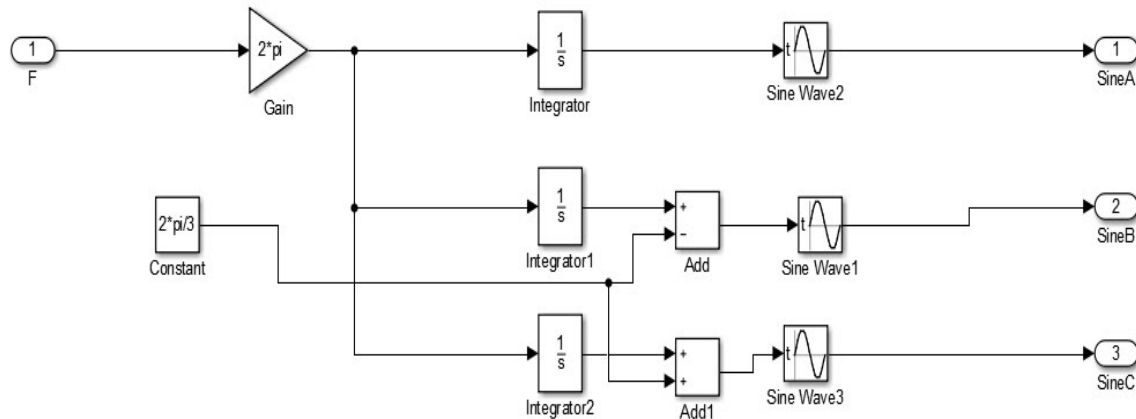 1
F
2*pi
Gain
1
s
Integrator
t
Sine Wave2
1
SineA
2*pi/3
Constant
1
s
Integrator1
+
−
Add
t
Sine Wave1
2
SineB
1
s
Integrator2
+
+
Add1
t
Sine Wave3
3
SineC